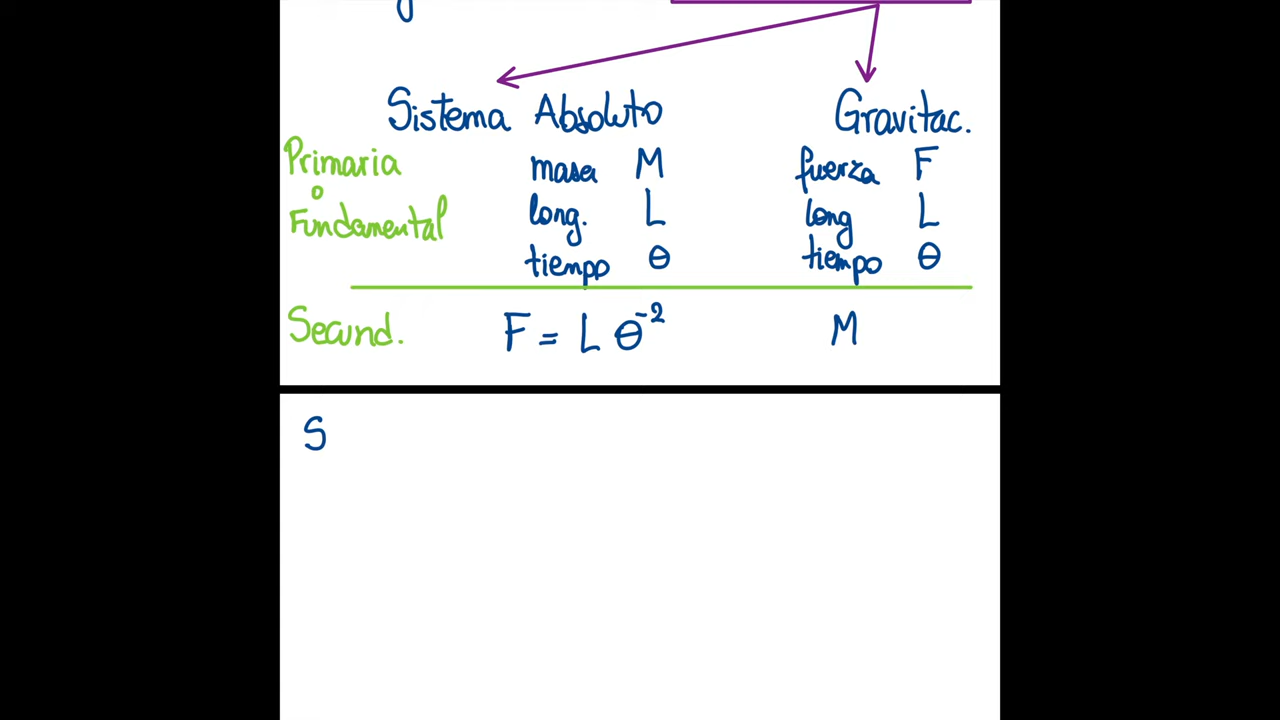 Sistema Absoluto Gravitac.
Primaria masa M fuerza F
o
Fundamental long. L long L
tiempo θ tiempo θ
Secund. F = L θ⁻² M
S